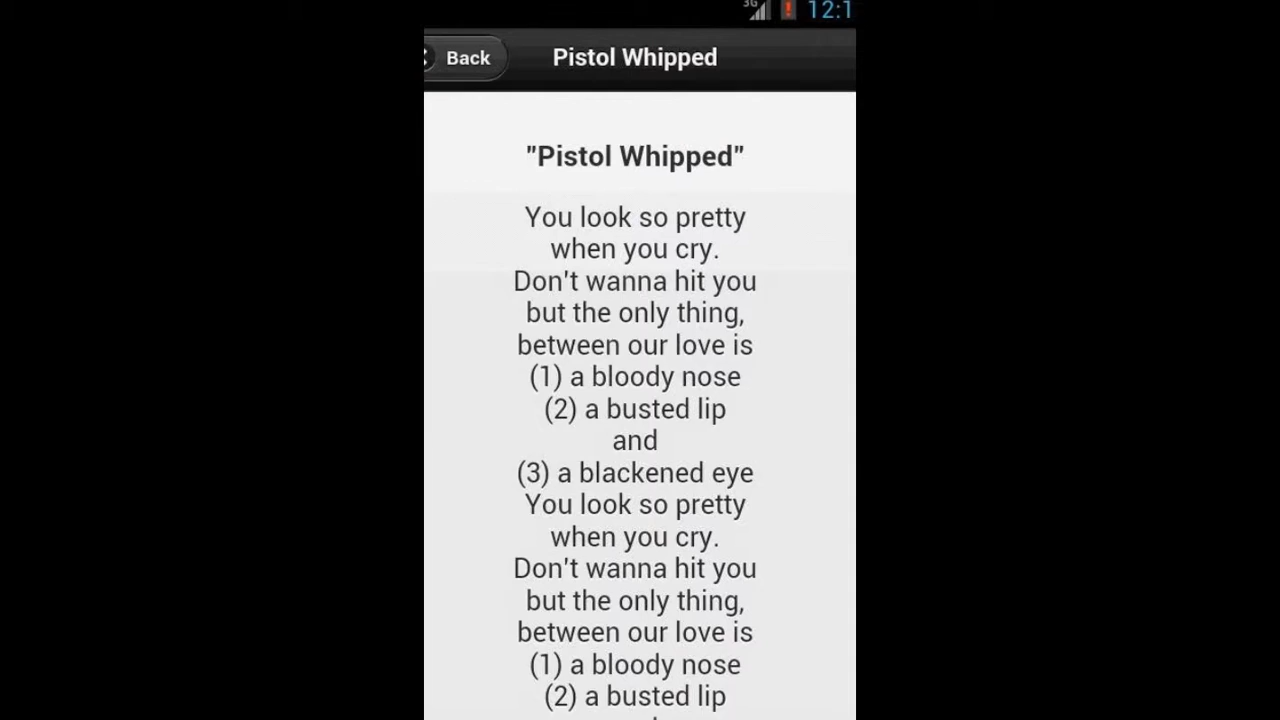 3G 12:1
Back Pistol Whipped
"Pistol Whipped"
You look so pretty
when you cry.
Don't wanna hit you
but the only thing,
between our love is
(1) a bloody nose
(2) a busted lip
and
(3) a blackened eye
You look so pretty
when you cry.
Don't wanna hit you
but the only thing,
between our love is
(1) a bloody nose
(2) a busted lip